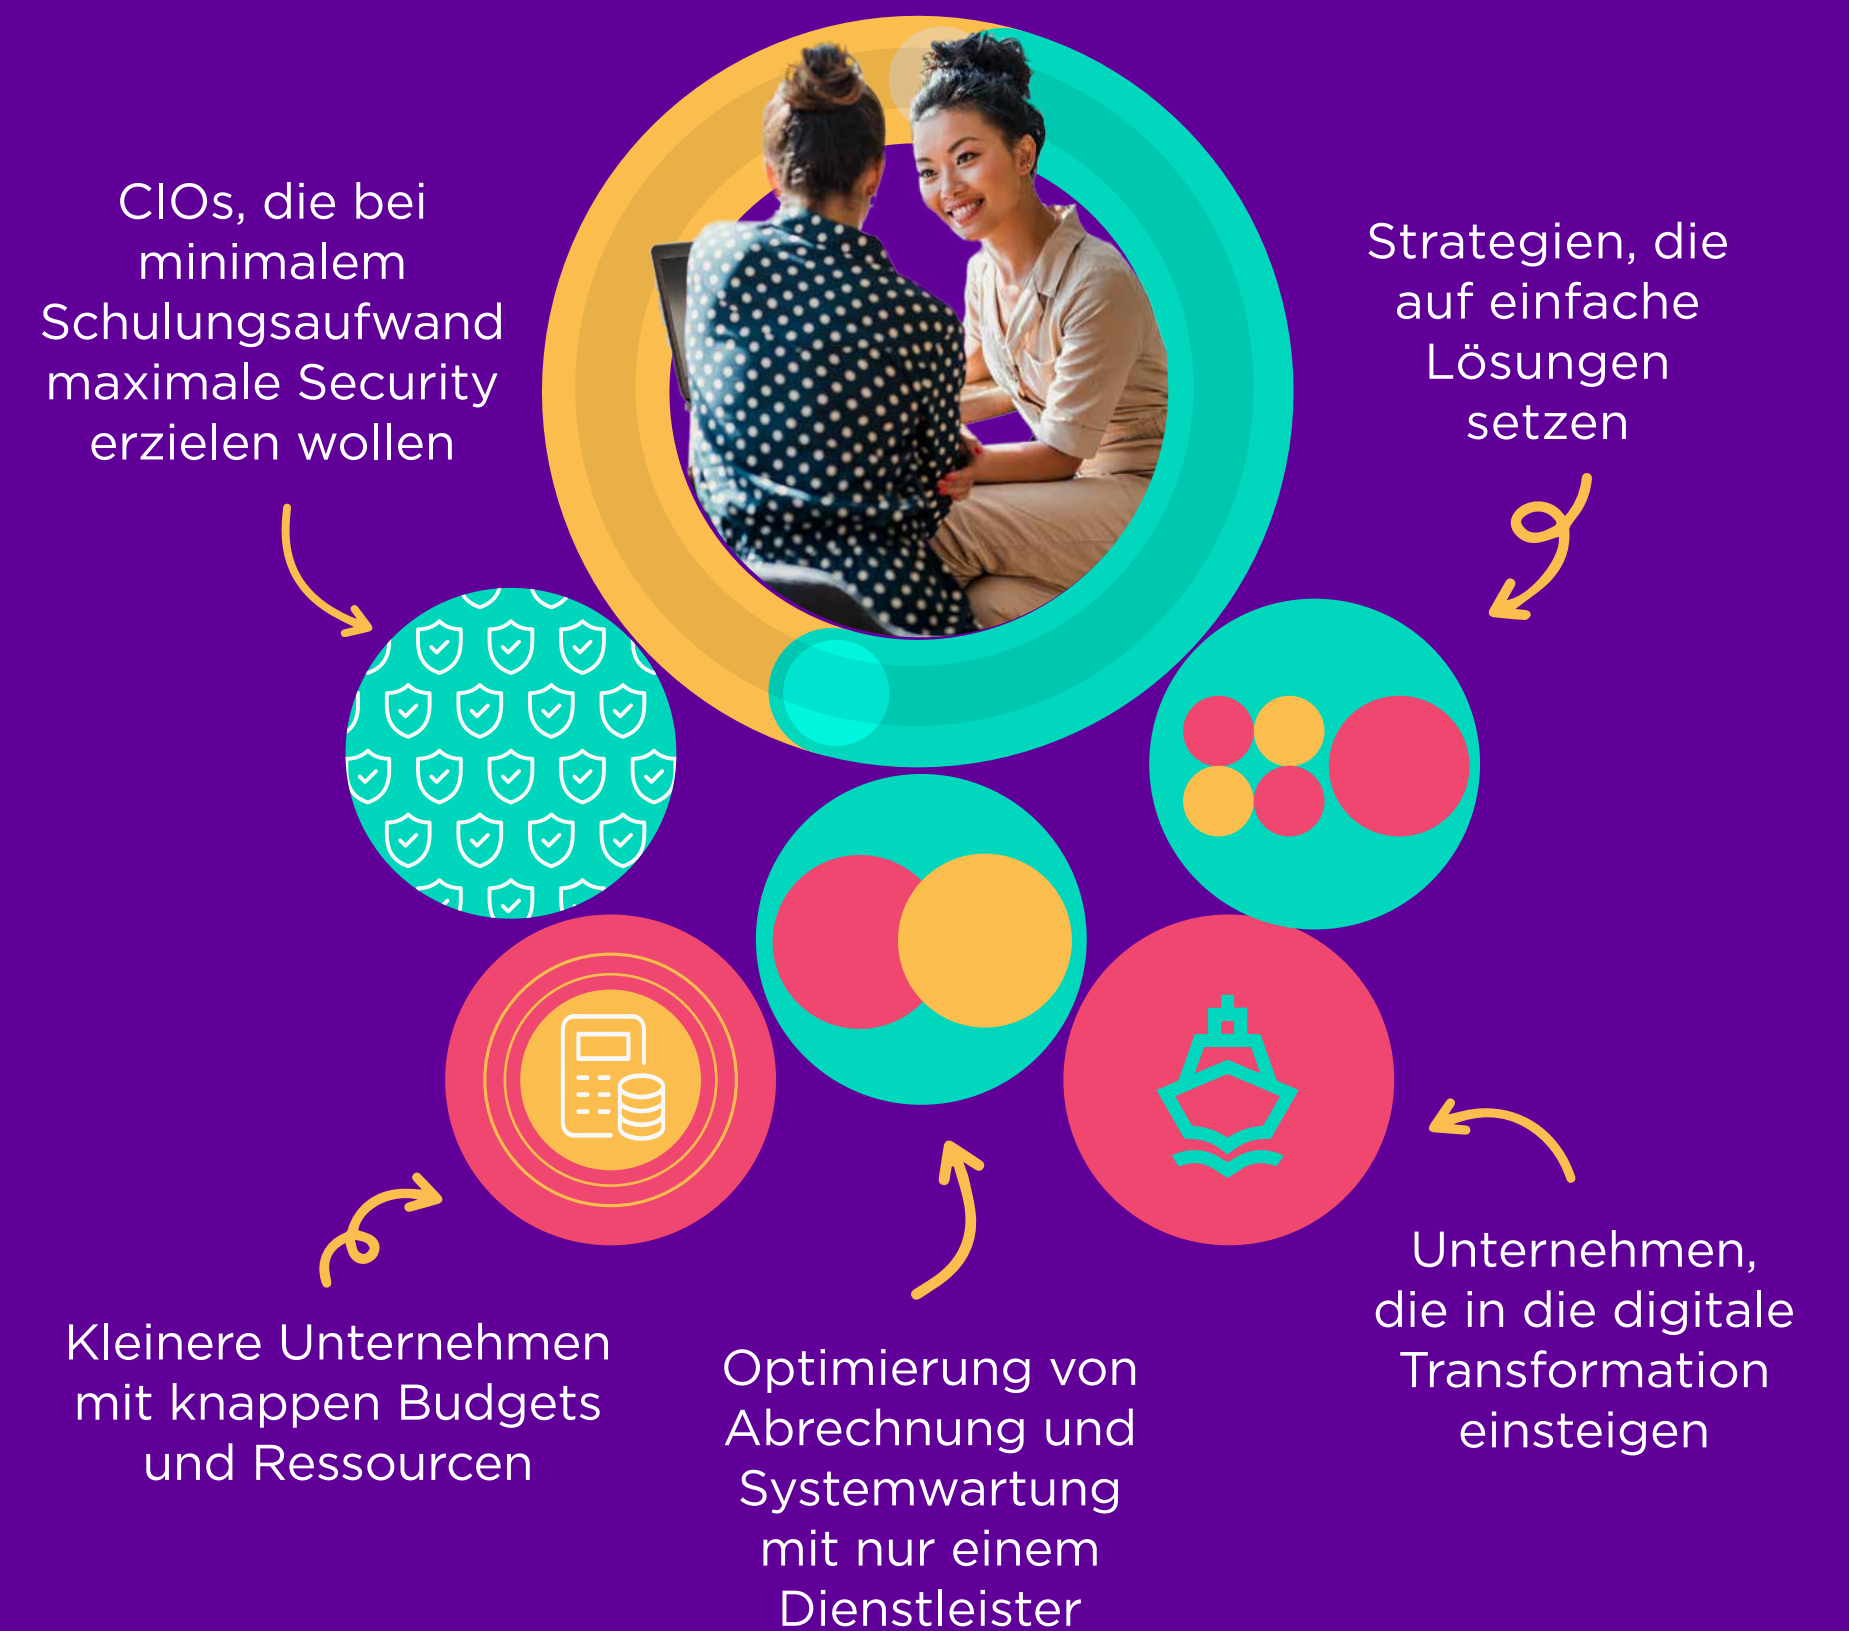 CIOs, die bei
minimalem
Schulungsaufwand
maximale Security
erzielen wollen
Strategien, die
auf einfache
Lösungen
setzen
Kleinere Unternehmen
mit knappen Budgets
und Ressourcen
Optimierung von
Abrechnung und
Systemwartung
mit nur einem
Dienstleister
Unternehmen,
die in die digitale
Transformation
einsteigen